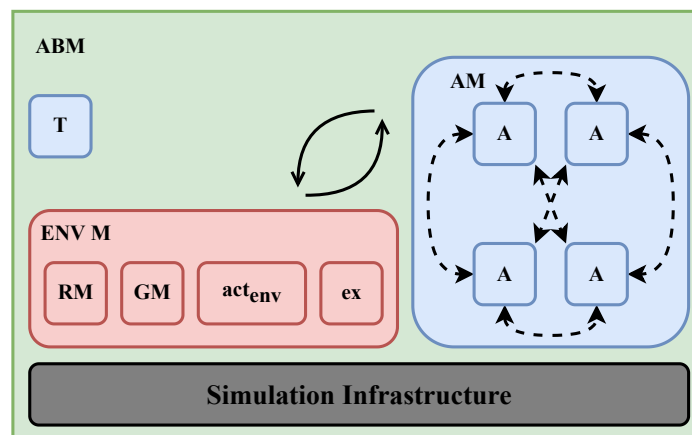 ABM
AM
T
A A
ENV M
RM GM act_env ex
A A
Simulation Infrastructure